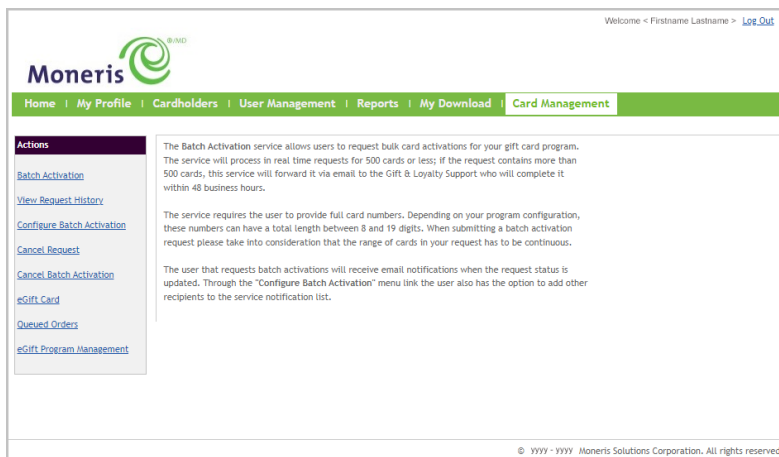 Welcome < Firstname Lastname > Log Out
®/MD
Moneris
Home | My Profile | Cardholders | User Management | Reports | My Download | Card Management
Actions
Batch Activation
View Request History
Configure Batch Activation
Cancel Request
Cancel Batch Activation
eGift Card
Queued Orders
eGift Program Management
The Batch Activation service allows users to request bulk card activations for your gift card program.
The service will process in real time requests for 500 cards or less; if the request contains more than
500 cards, this service will forward it via email to the Gift & Loyalty Support who will complete it
within 48 business hours.
The service requires the user to provide full card numbers. Depending on your program configuration,
these numbers can have a total length between 8 and 19 digits. When submitting a batch activation
request please take into consideration that the range of cards in your request has to be continuous.
The user that requests batch activations will receive email notifications when the request status is
updated. Through the "Configure Batch Activation" menu link the user also has the option to add other
recipients to the service notification list.
© yyyy - yyyy Moneris Solutions Corporation. All rights reserved